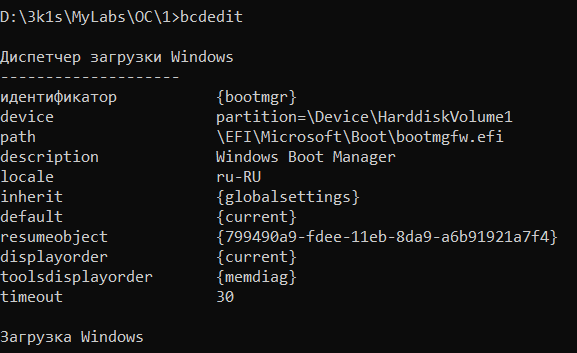 D:\3k1s\MyLabs\OC\1>bcdedit
Диспетчер загрузки Windows
--------------------
идентификатор {bootmgr}
device partition=\Device\HarddiskVolume1
path \EFI\Microsoft\Boot\bootmgfw.efi
description Windows Boot Manager
locale ru-RU
inherit {globalsettings}
default {current}
resumeobject {799490a9-fdee-11eb-8da9-a6b91921a7f4}
displayorder {current}
toolsdisplayorder {memdiag}
timeout 30
Загрузка Windows